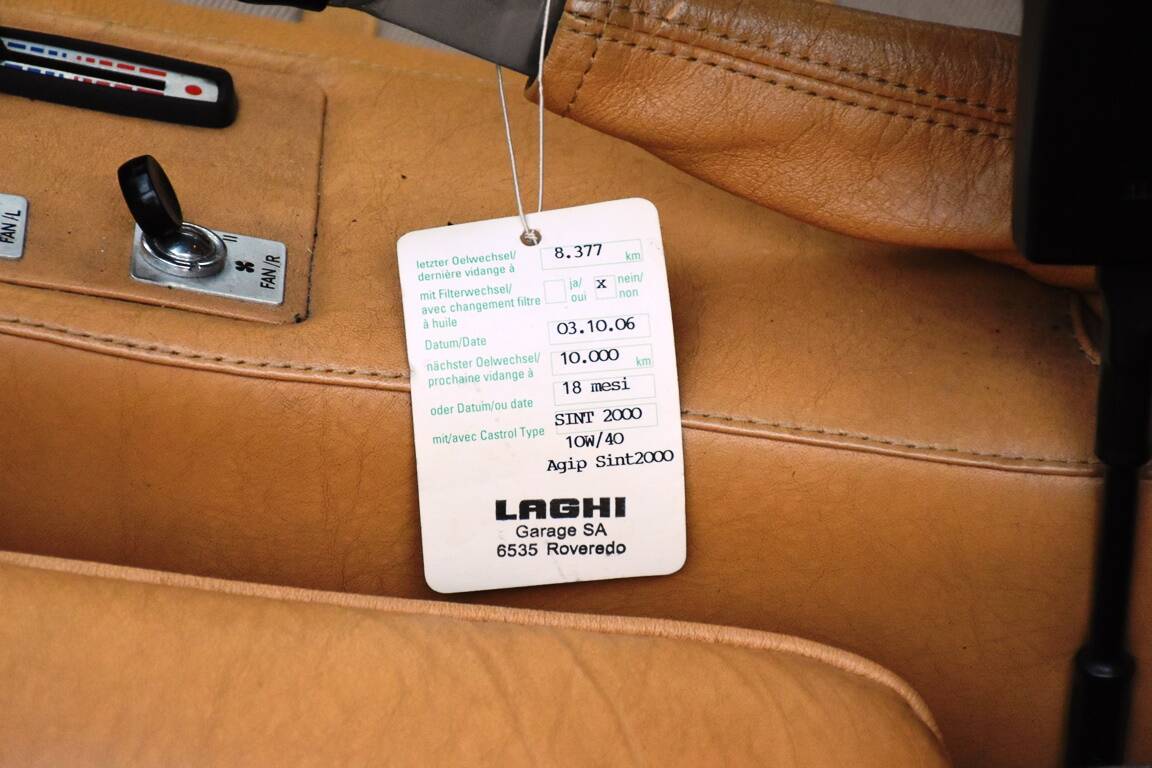 FAN/L
II
FAN/R
letzter Oelwechsel/
dernière vidange à
8.377 km
mit Filterwechsel/
avec changement filtre
à huile
ja/
oui
x
nein/
non
Datum/Date
03.10.06
nächster Oelwechsel/
prochaine vidange à
10.000 km
oder Datum/ou date
18 mesi
mit/avec Castrol Type
SINT 2000
10W/40
Agip Sint2000
LAGHI
Garage SA
6535 Roveredo